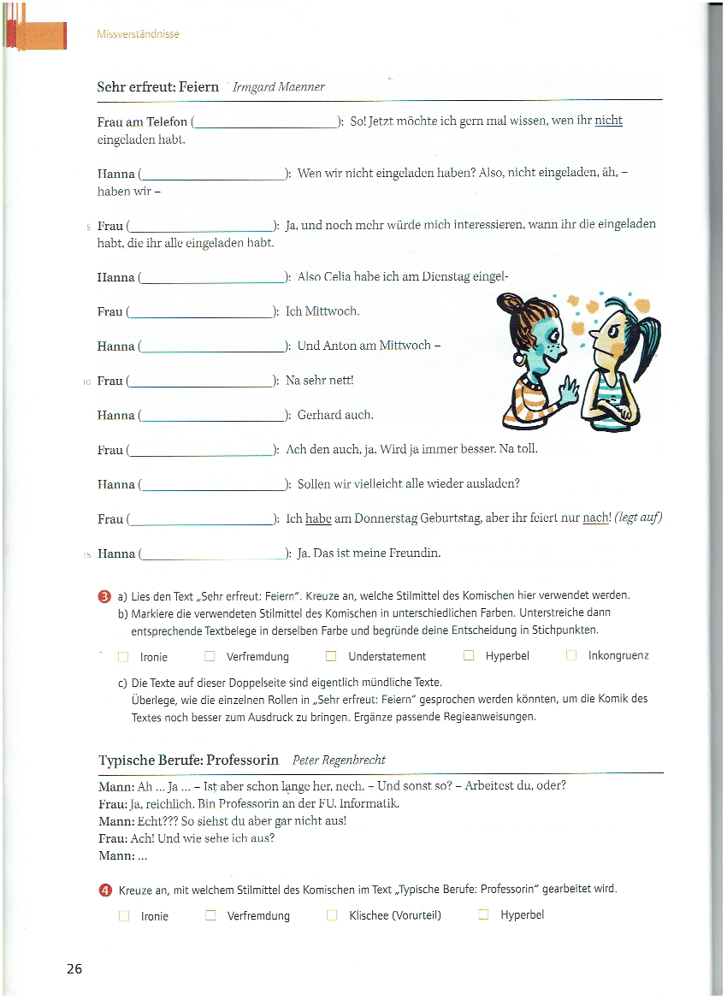 Missverständnisse
Sehr erfreut: Feiern Irmgard Maenner
Frau am Telefon (____________________): So! Jetzt möchte ich gern mal wissen, wen ihr nicht
eingeladen habt.
Hanna (____________________): Wen wir nicht eingeladen haben? Also, nicht eingeladen, äh, –
haben wir –
5 Frau (____________________): Ja, und noch mehr würde mich interessieren, wann ihr die eingeladen
habt, die ihr alle eingeladen habt.
Hanna (____________________): Also Celia habe ich am Dienstag eingel-
Frau (____________________): Ich Mittwoch.
Hanna (____________________): Und Anton am Mittwoch –
10 Frau (____________________): Na sehr nett!
Hanna (____________________): Gerhard auch.
Frau (____________________): Ach den auch, ja. Wird ja immer besser. Na toll.
Hanna (____________________): Sollen wir vielleicht alle wieder ausladen?
Frau (____________________): Ich habe am Donnerstag Geburtstag, aber ihr feiert nur nach! (legt auf)
15 Hanna (____________________): Ja. Das ist meine Freundin.
3 a) Lies den Text „Sehr erfreut: Feiern“. Kreuze an, welche Stilmittel des Komischen hier verwendet werden.
b) Markiere die verwendeten Stilmittel des Komischen in unterschiedlichen Farben. Unterstreiche dann
entsprechende Textbelege in derselben Farbe und begründe deine Entscheidung in Stichpunkten.
Ironie Verfremdung Understatement Hyperbel Inkongruenz
c) Die Texte auf dieser Doppelseite sind eigentlich mündliche Texte.
Überlege, wie die einzelnen Rollen in „Sehr erfreut: Feiern“ gesprochen werden könnten, um die Komik des
Textes noch besser zum Ausdruck zu bringen. Ergänze passende Regieanweisungen.
Typische Berufe: Professorin Peter Regenbrecht
Mann: Ah ... Ja ... – Ist aber schon lange her, nech. – Und sonst so? – Arbeitest du, oder?
Frau: Ja, reichlich. Bin Professorin an der FU. Informatik.
Mann: Echt??? So siehst du aber gar nicht aus!
Frau: Ach! Und wie sehe ich aus?
Mann: ...
4 Kreuze an, mit welchem Stilmittel des Komischen im Text „Typische Berufe: Professorin“ gearbeitet wird.
Ironie Verfremdung Klischee (Vorurteil) Hyperbel
26